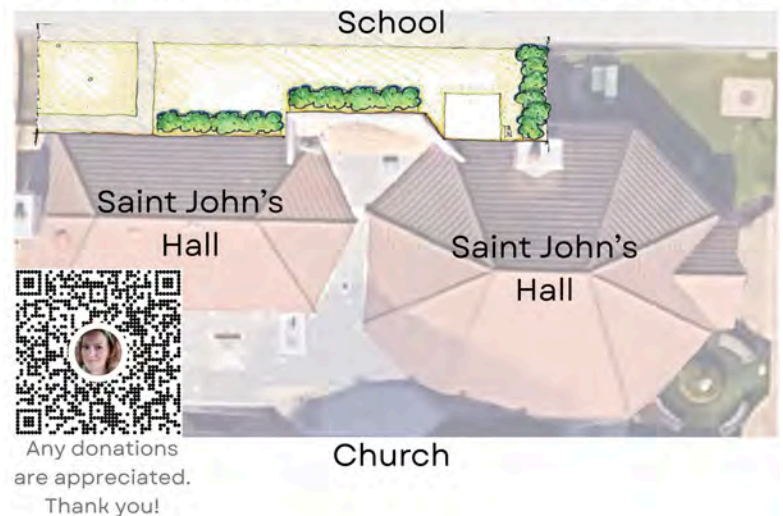 School
Saint John's
Hall
Saint John's
Hall
Any donations
are appreciated.
Thank you!
Church